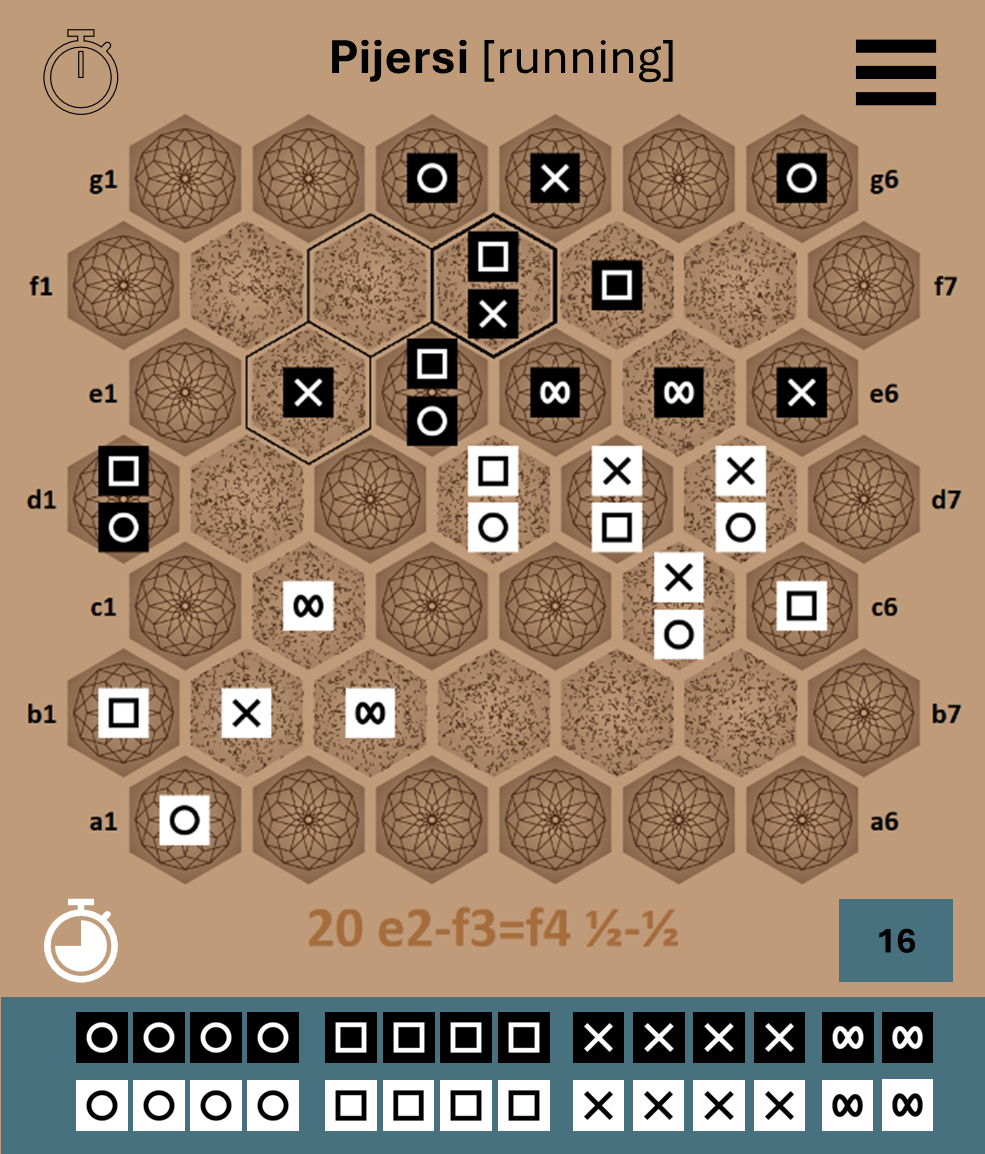 Pijersi [running]
g1 g6
f1 f7
e1 e6
d1 d7
c1 c6
b1 b7
a1 a6
20 e2-f3=f4 ½-½
16